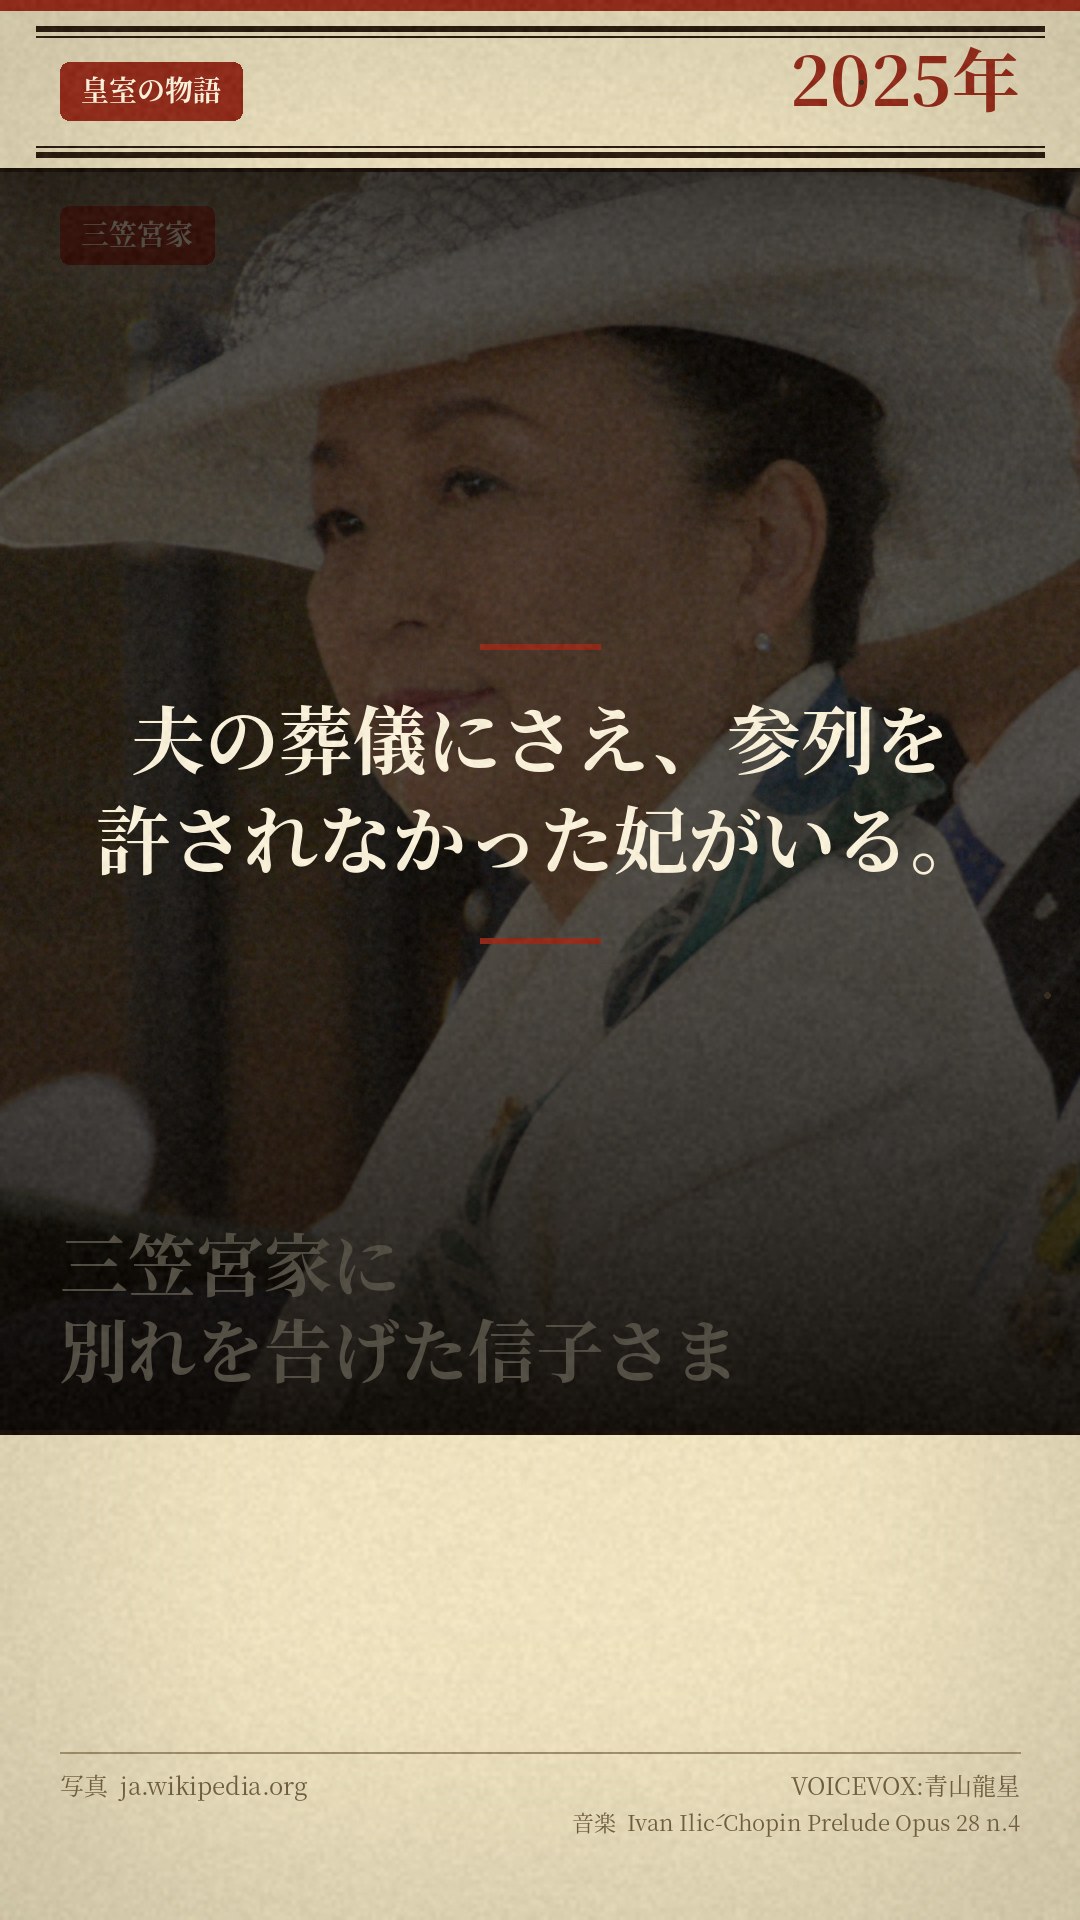 皇室の物語
2025年
三笠宮家
夫の葬儀にさえ、参列を
許されなかった妃がいる。
三笠宮家に
別れを告げた信子さま
写真 ja.wikipedia.org
VOICEVOX:青山龍星
音楽 Ivan Ilic-Chopin Prelude Opus 28 n.4